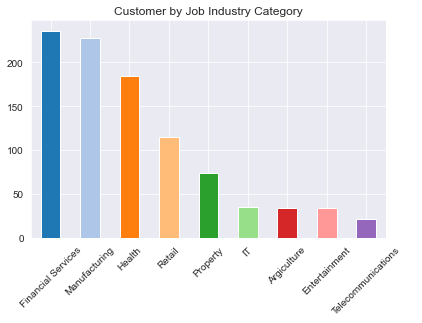 Customer by Job Industry Category
200
150
100
50
0
Financial Services
Manufacturing
Health
Retail
Property
IT
Argiculture
Entertainment
Telecommunications